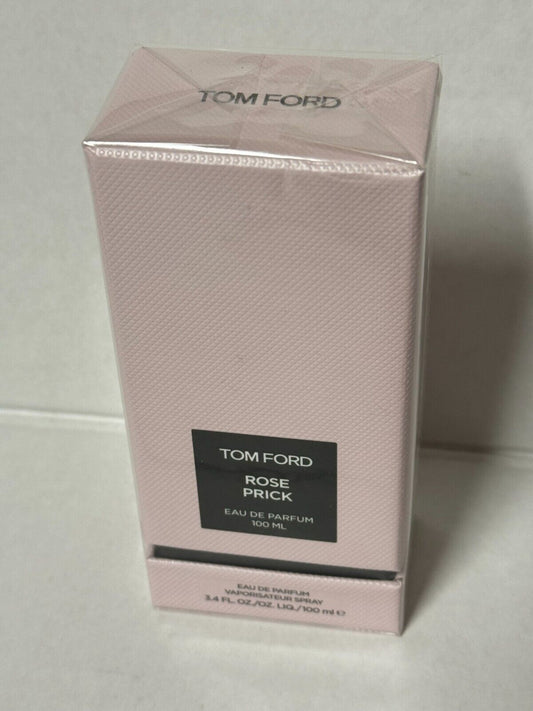 TOM FORD
TOM FORD
ROSE
PRICK
EAU DE PARFUM
100 ML
EAU DE PARFUM
VAPORISATEUR SPRAY
3.4 FL. OZ./OZ. LIQ./100 ml ℮